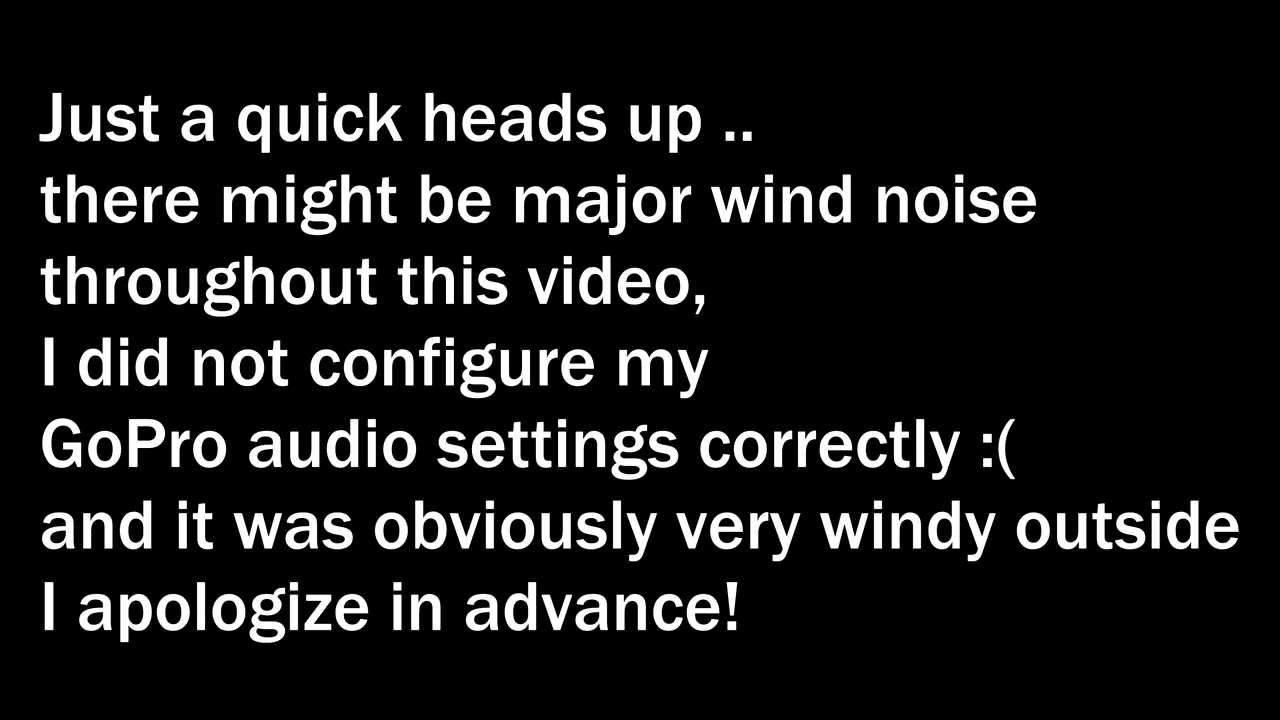 Just a quick heads up ..
there might be major wind noise
throughout this video,
I did not configure my
GoPro audio settings correctly :(
and it was obviously very windy outside
I apologize in advance!